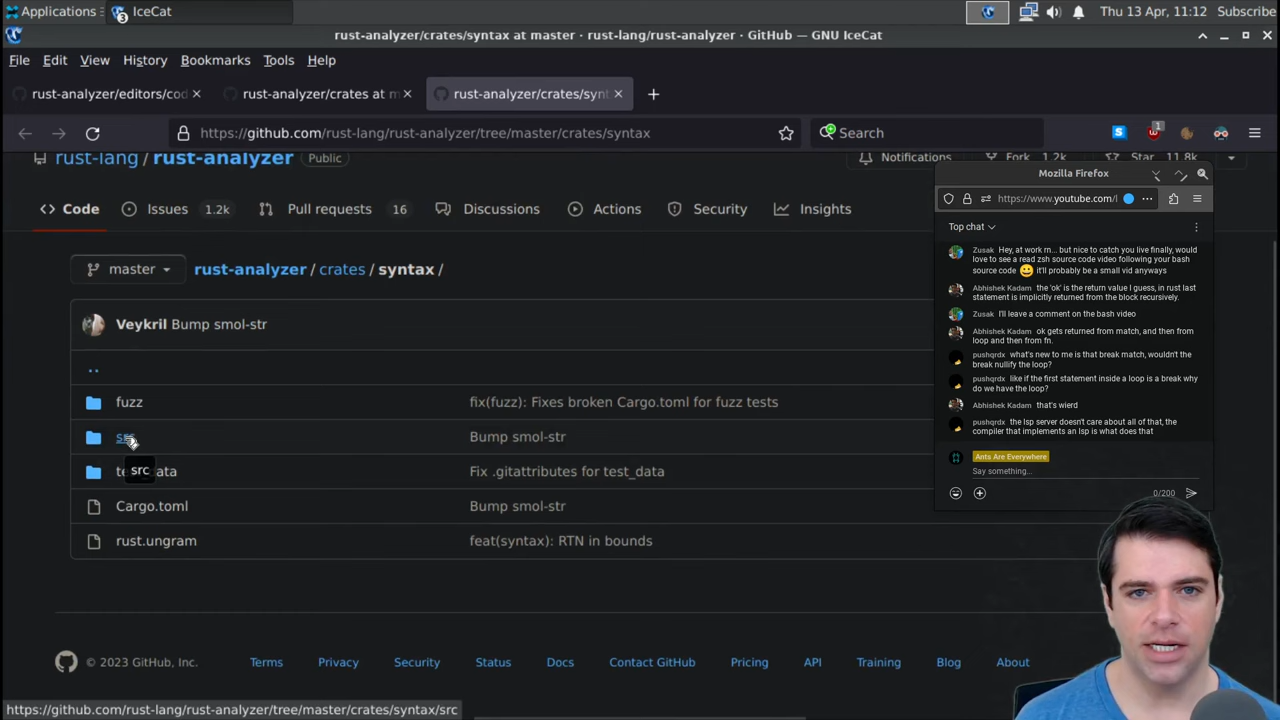 Applications
IceCat
3
Thu 13 Apr, 11:12 Subscribe
rust-analyzer/crates/syntax at master · rust-lang/rust-analyzer · GitHub — GNU IceCat
File Edit View History Bookmarks Tools Help
rust-analyzer/editors/cod
rust-analyzer/crates at m
rust-analyzer/crates/synt
https://github.com/rust-lang/rust-analyzer/tree/master/crates/syntax
Search
1
rust-lang / rust-analyzer Public
Notifications Fork 1.2k Star 11.8k
Code Issues 1.2k Pull requests 16 Discussions Actions Security Insights
master rust-analyzer / crates / syntax /
Veykril Bump smol-str
..
fuzz fix(fuzz): Fixes broken Cargo.toml for fuzz tests
src Bump smol-str
src
Fix .gitattributes for test_data
Cargo.toml Bump smol-str
rust.ungram feat(syntax): RTN in bounds
© 2023 GitHub, Inc. Terms Privacy Security Status Docs Contact GitHub Pricing API Training Blog About
https://github.com/rust-lang/rust-analyzer/tree/master/crates/syntax/src
Mozilla Firefox
https://www.youtube.com/l
Top chat
Zusak Hey, at work rn... but nice to catch you live finally, would
love to see a read zsh source code video following your bash
source code 😀 it'll probably be a small vid anyways
Abhishek Kadam the 'ok' is the return value I guess, in rust last
statement is implicitly returned from the block recursively.
Zusak I'll leave a comment on the bash video
Abhishek Kadam ok gets returned from match, and then from
loop and then from fn.
pushqrdx what's new to me is that break match, wouldn't the
break nullify the loop?
pushqrdx like if the first statement inside a loop is a break why
do we have the loop?
Abhishek Kadam that's wierd
pushqrdx the lsp server doesn't care about all of that, the
compiler that implements an lsp is what does that
Ants Are Everywhere
Say something...
0/200